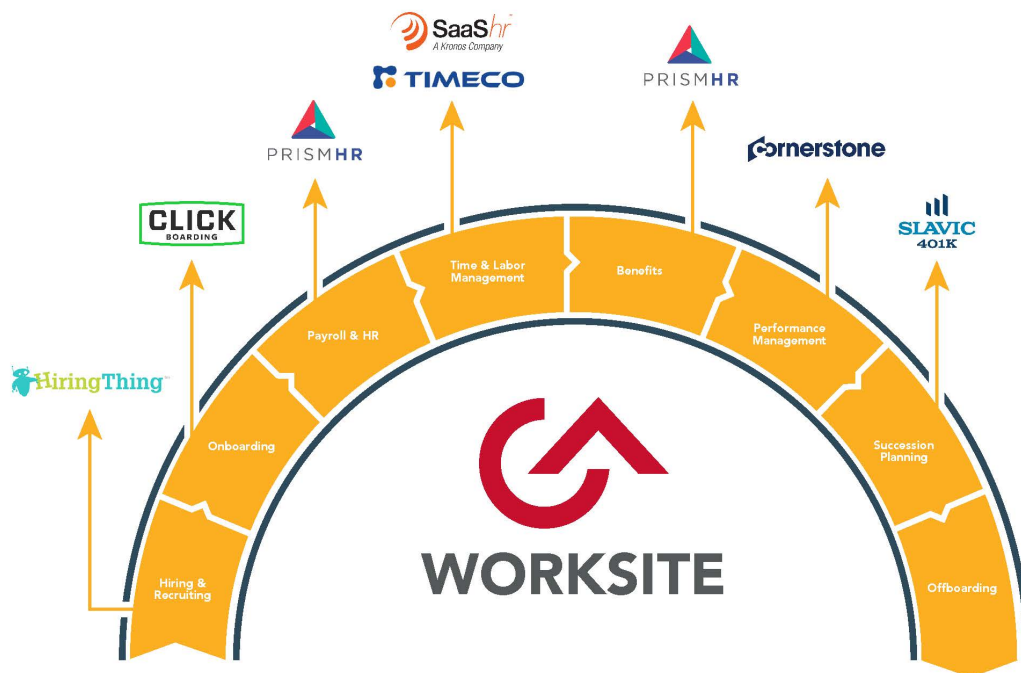 SaaShr™
A Kronos Company
TIMECO
PRISMHR
PRISMHR
Cornerstone
CLICK
BOARDING
SLAVIC
401K
HiringThing
Time & Labor
Management
Benefits
Payroll & HR
Performance
Management
Onboarding
Succession
Planning
Hiring &
Recruiting
Offboarding
WORKSITE